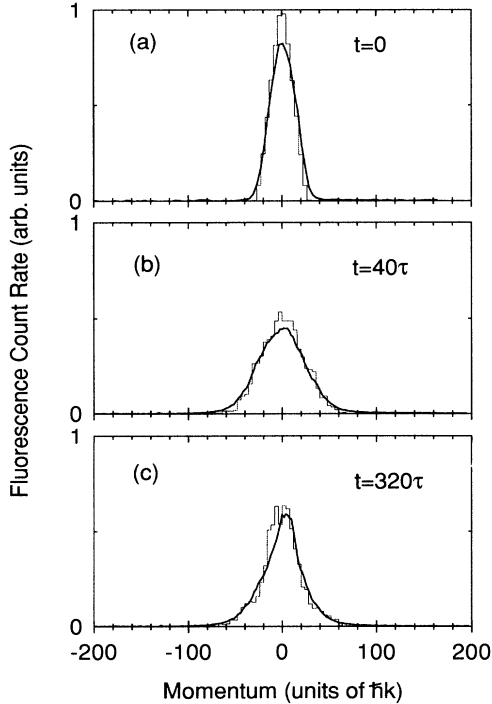 1
(a)
t=0
0
1
(b)
t=40τ
0
1
(c)
t=320τ
0
-200
-100
0
100
200
Momentum (units of ħk)
Fluorescence Count Rate (arb. units)